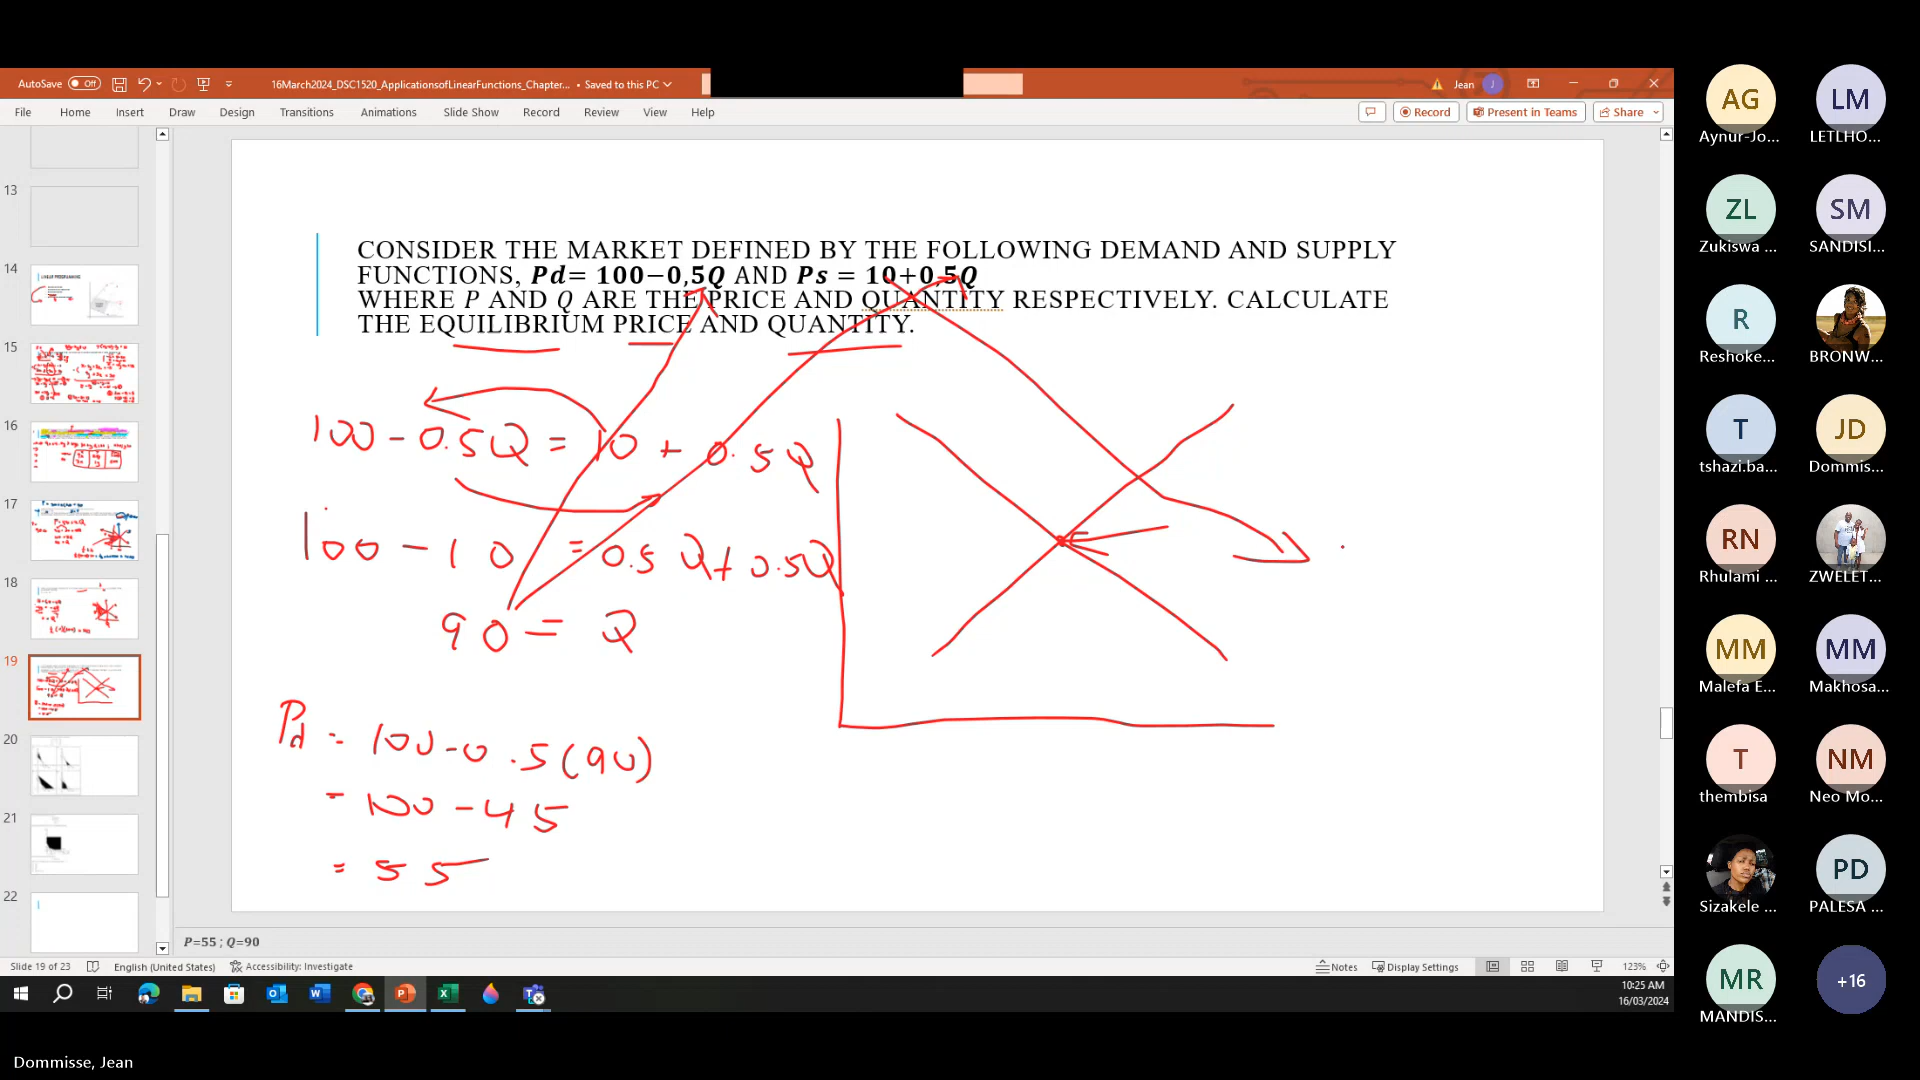 AutoSave Off
16March2024_DSC1520_ApplicationsofLinearFunctions_Chapter... • Saved to this PC
Jean J
File Home Insert Draw Design Transitions Animations Slide Show Record Review View Help
Record Present in Teams Share
13
14
15
16
17
18
19
20
21
22
CONSIDER THE MARKET DEFINED BY THE FOLLOWING DEMAND AND SUPPLY
FUNCTIONS, Pd= 100−0,5Q AND Ps = 10+0.5Q
WHERE P AND Q ARE THE PRICE AND QUANTITY RESPECTIVELY. CALCULATE
THE EQUILIBRIUM PRICE AND QUANTITY.
100 - 0.5Q = 10 + 0.5Q
100 - 10 = 0.5Q + 0.5Q
90 = Q
Pd = 100 - 0.5(90)
= 100 - 45
= 55
P=55 ; Q=90
Slide 19 of 23 English (United States) Accessibility: Investigate
Notes Display Settings 123%
10:25 AM
16/03/2024
AG LM
Aynur-Jo... LETLHO...
ZL SM
Zukiswa ... SANDISI...
R
Reshoke... BRONW...
T JD
tshazi.ba... Dommis...
RN
Rhulami ... ZWELET...
MM MM
Malefa E... Makhosa...
T NM
thembisa Neo Mo...
PD
Sizakele ... PALESA ...
MR +16
MANDIS...
Dommisse, Jean